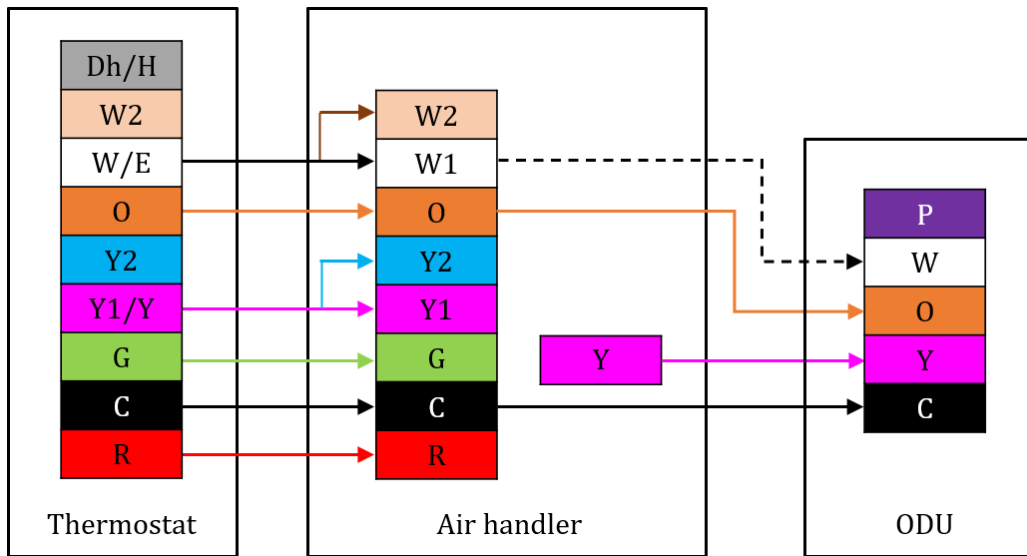 Dh/H
W2
W/E
O
Y2
Y1/Y
G
C
R
Thermostat
W2
W1
O
Y2
Y1
G
C
R
Y
Air handler
P
W
O
Y
C
ODU